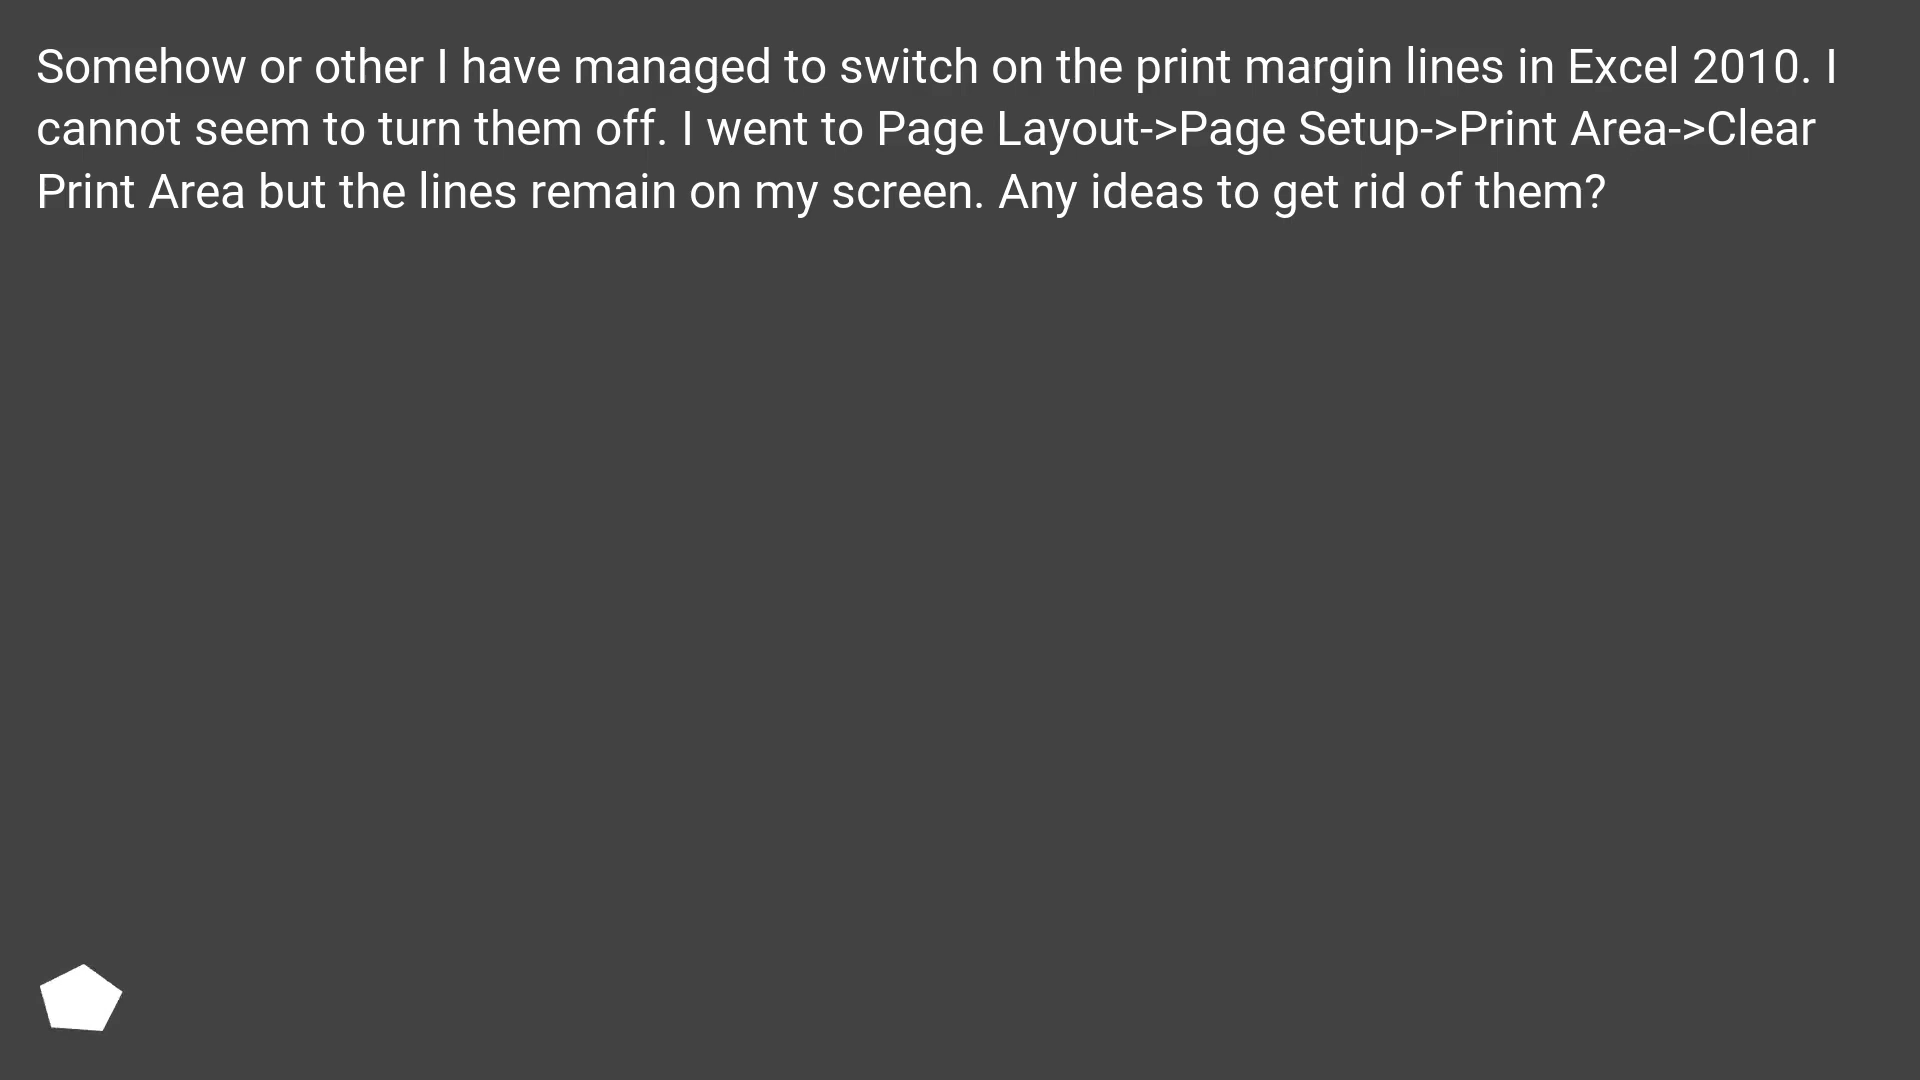 Somehow or other I have managed to switch on the print margin lines in Excel 2010. I
cannot seem to turn them off. I went to Page Layout->Page Setup->Print Area->Clear
Print Area but the lines remain on my screen. Any ideas to get rid of them?